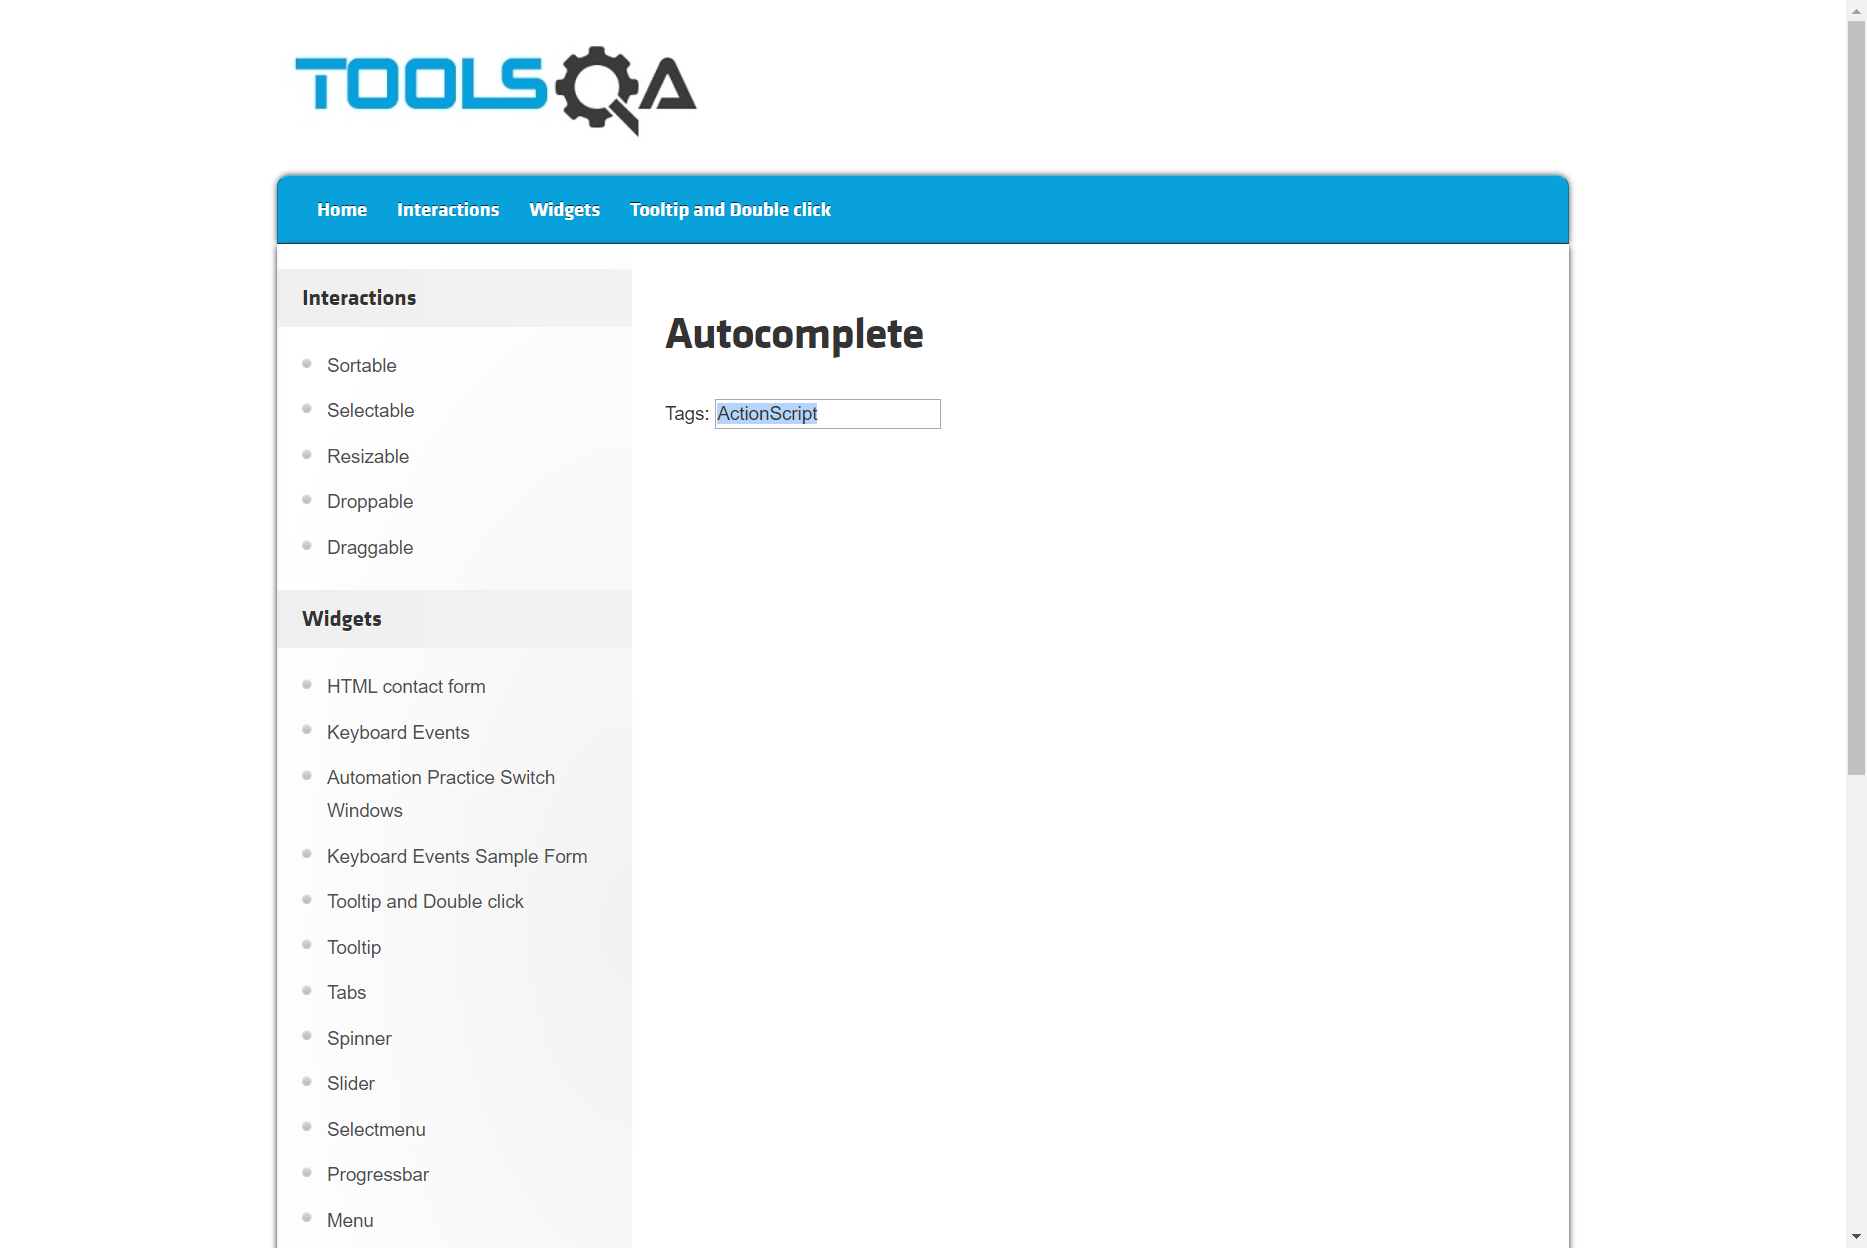 TOOLSQA
Home Interactions Widgets Tooltip and Double click
Interactions
Sortable
Selectable
Resizable
Droppable
Draggable
Widgets
HTML contact form
Keyboard Events
Automation Practice Switch
Windows
Keyboard Events Sample Form
Tooltip and Double click
Tooltip
Tabs
Spinner
Slider
Selectmenu
Progressbar
Menu
Autocomplete
Tags: ActionScript